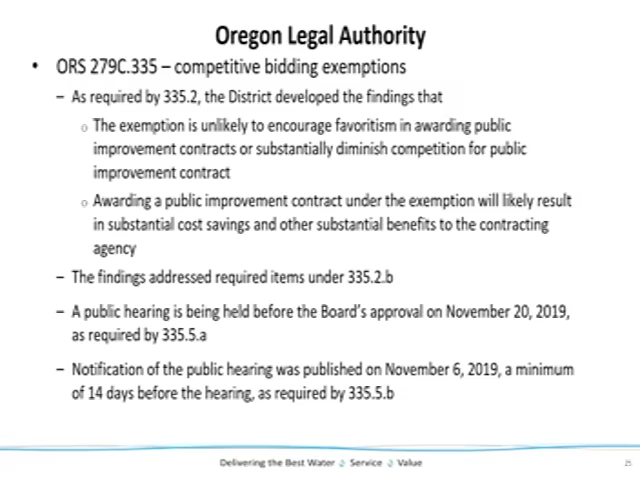 Oregon Legal Authority
• ORS 279C.335 – competitive bidding exemptions
– As required by 335.2, the District developed the findings that
o The exemption is unlikely to encourage favoritism in awarding public
improvement contracts or substantially diminish competition for public
improvement contract
o Awarding a public improvement contract under the exemption will likely result
in substantial cost savings and other substantial benefits to the contracting
agency
– The findings addressed required items under 335.2.b
– A public hearing is being held before the Board's approval on November 20, 2019,
as required by 335.5.a
– Notification of the public hearing was published on November 6, 2019, a minimum
of 14 days before the hearing, as required by 335.5.b
Delivering the Best Water Service Value
25